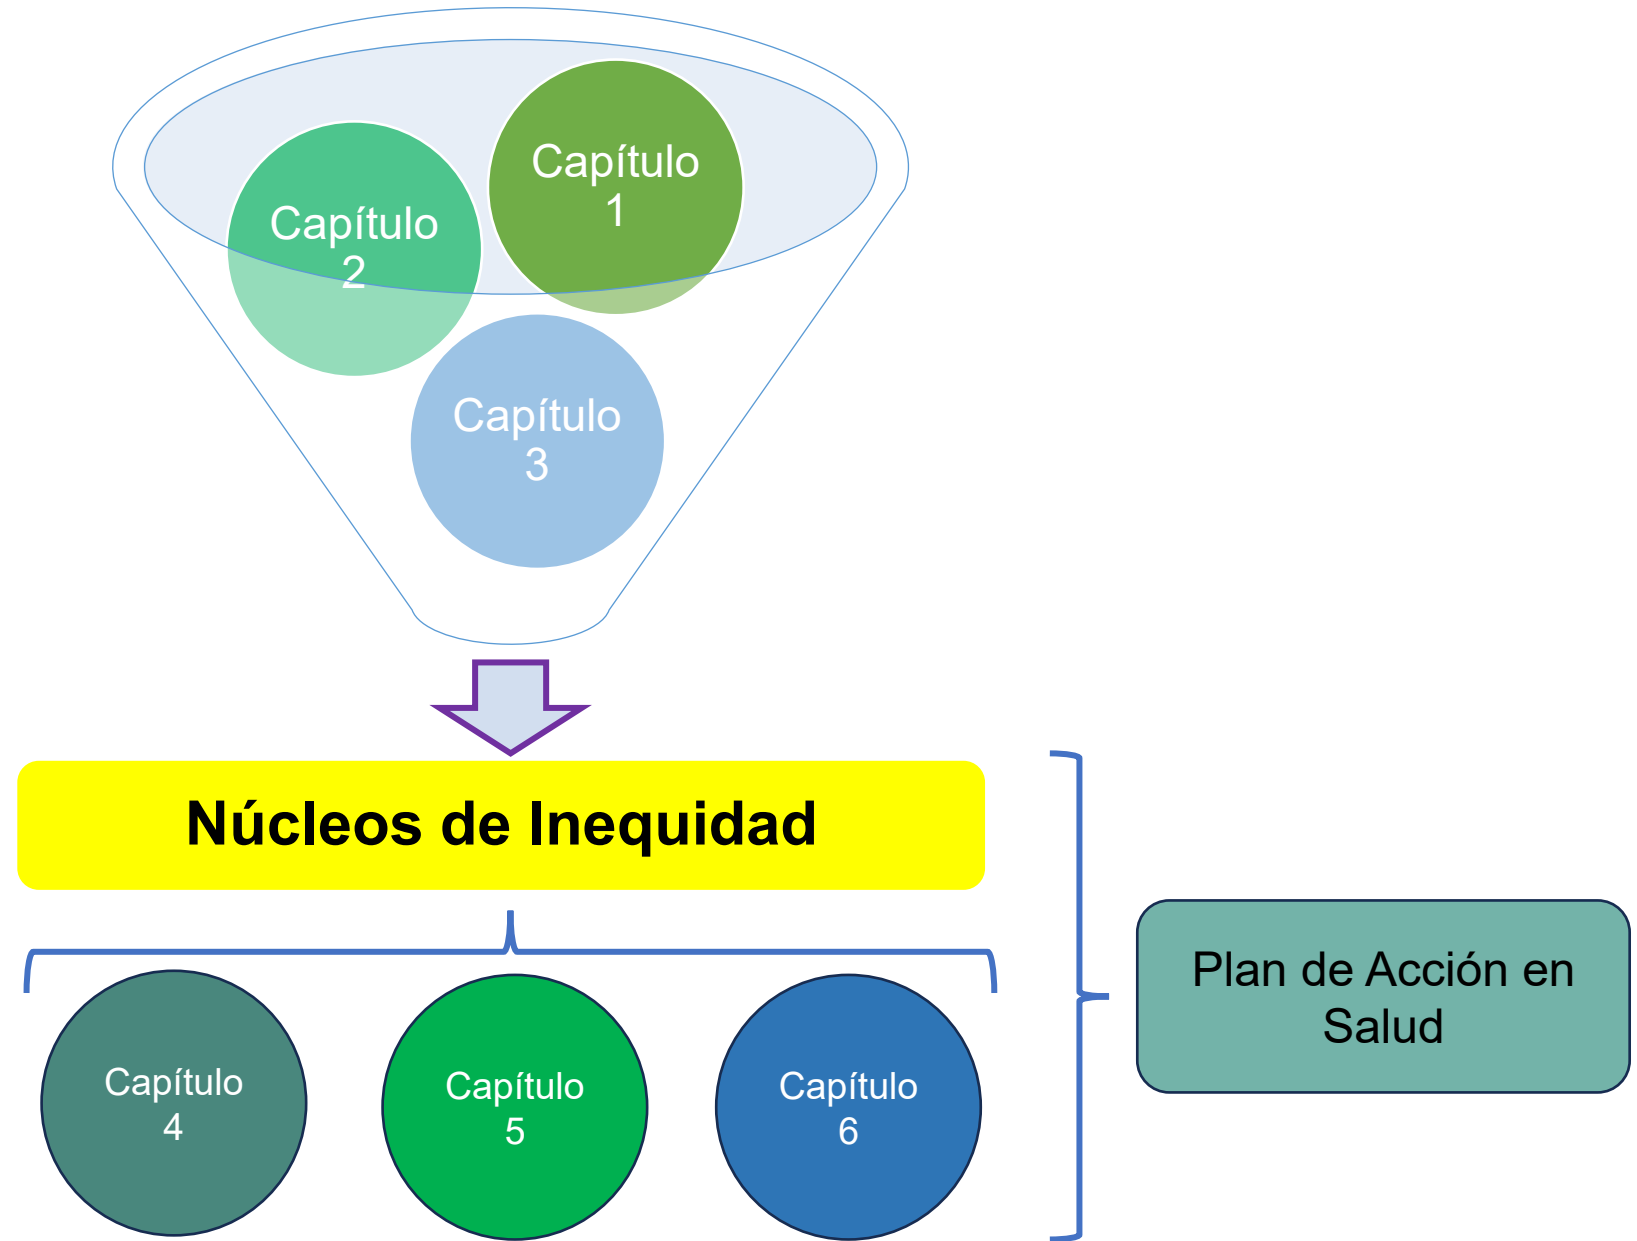 Capítulo
1
Capítulo
2
Capítulo
3
Núcleos de Inequidad
Plan de Acción en
Salud
Capítulo
4
Capítulo
5
Capítulo
6